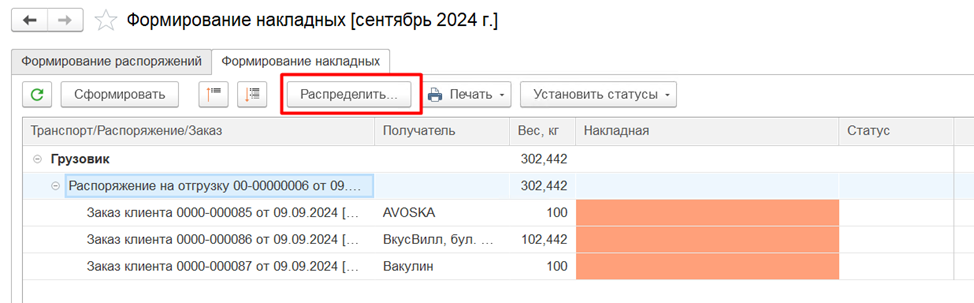 Формирование накладных [сентябрь 2024 г.]
Формирование распоряжений Формирование накладных
Сформировать Распределить... Печать Установить статусы
Транспорт/Распоряжение/Заказ Получатель Вес, кг Накладная Статус
Грузовик 302,442
Распоряжение на отгрузку 00-00000006 от 09.... 302,442
Заказ клиента 0000-000085 от 09.09.2024 [... AVOSKA 100
Заказ клиента 0000-000086 от 09.09.2024 [... ВкусВилл, бул. ... 102,442
Заказ клиента 0000-000087 от 09.09.2024 [... Вакулин 100